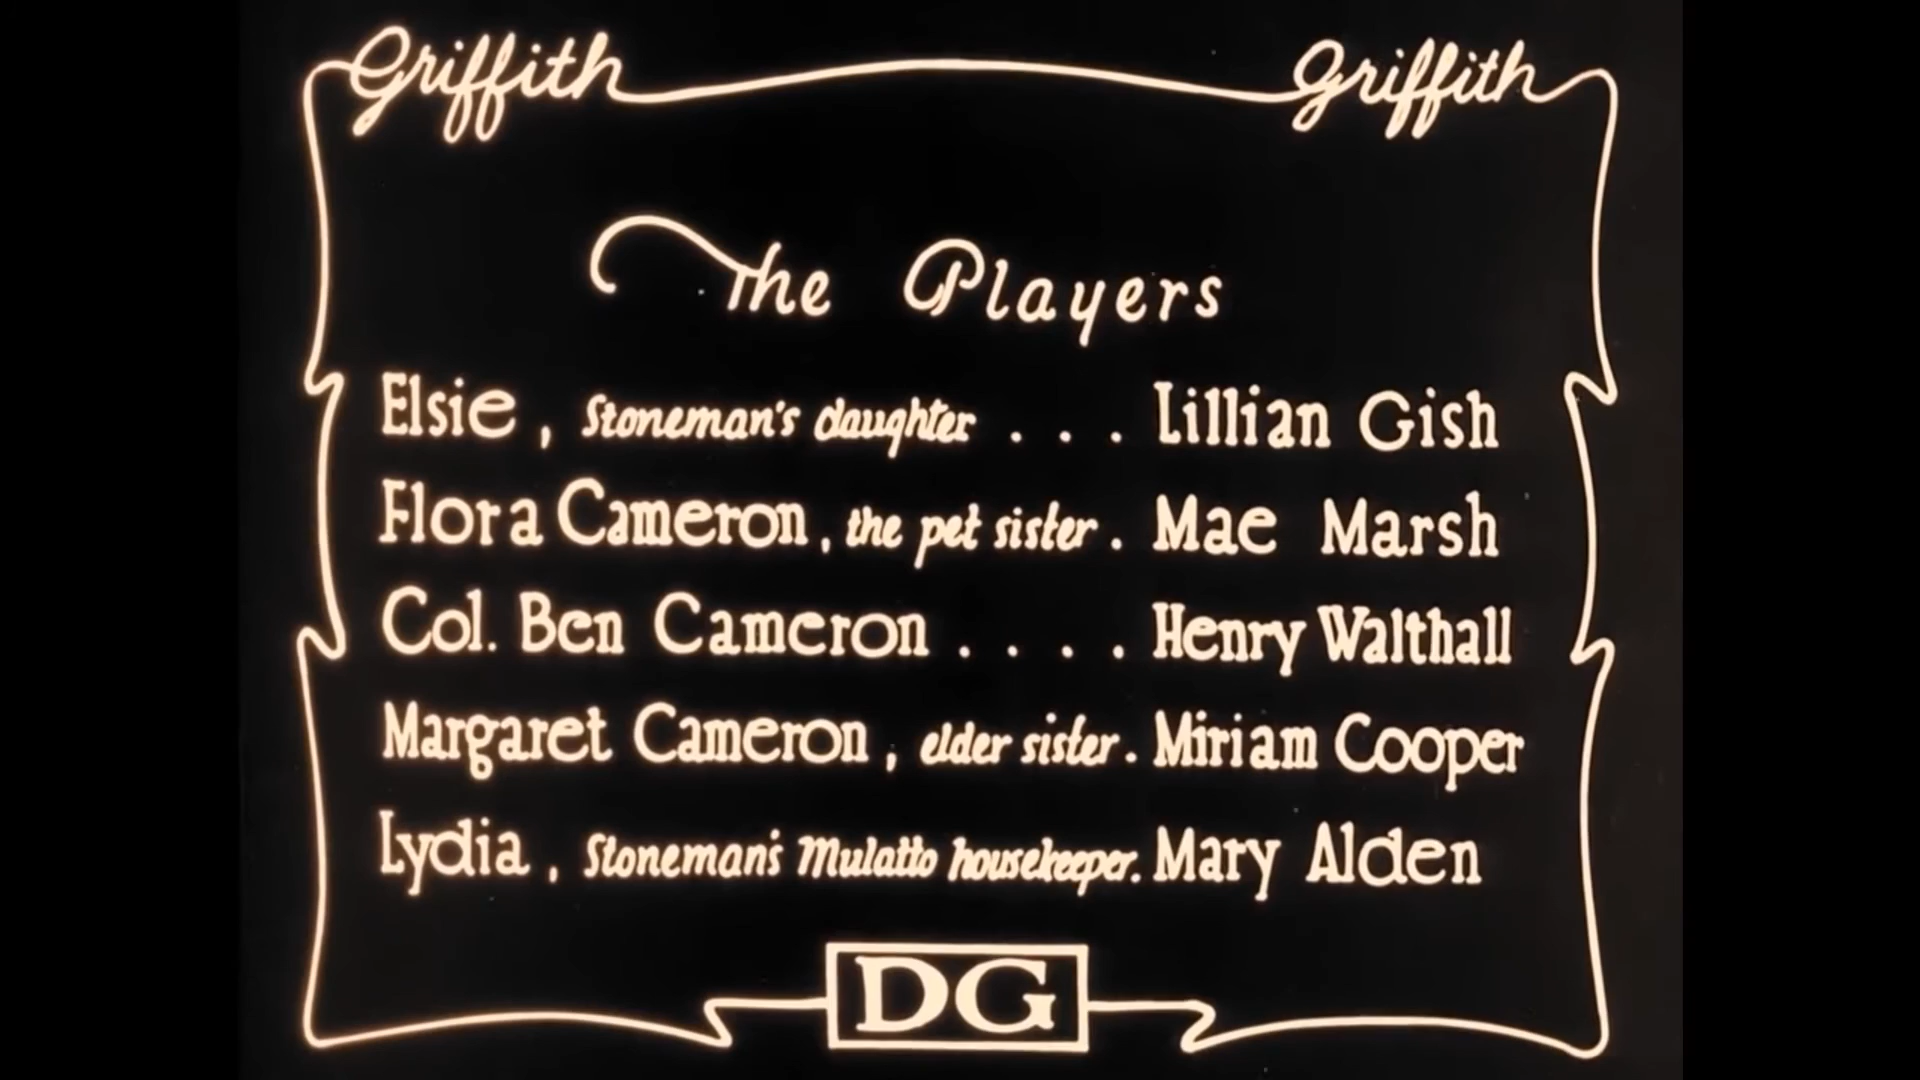 Griffith Griffith
The Players
Elsie, Stoneman's daughter . . . Lillian Gish
Flora Cameron, the pet sister . Mae Marsh
Col. Ben Cameron . . . . Henry Walthall
Margaret Cameron, elder sister . Miriam Cooper
Lydia, Stoneman's Mulatto housekeeper. Mary Alden
DG